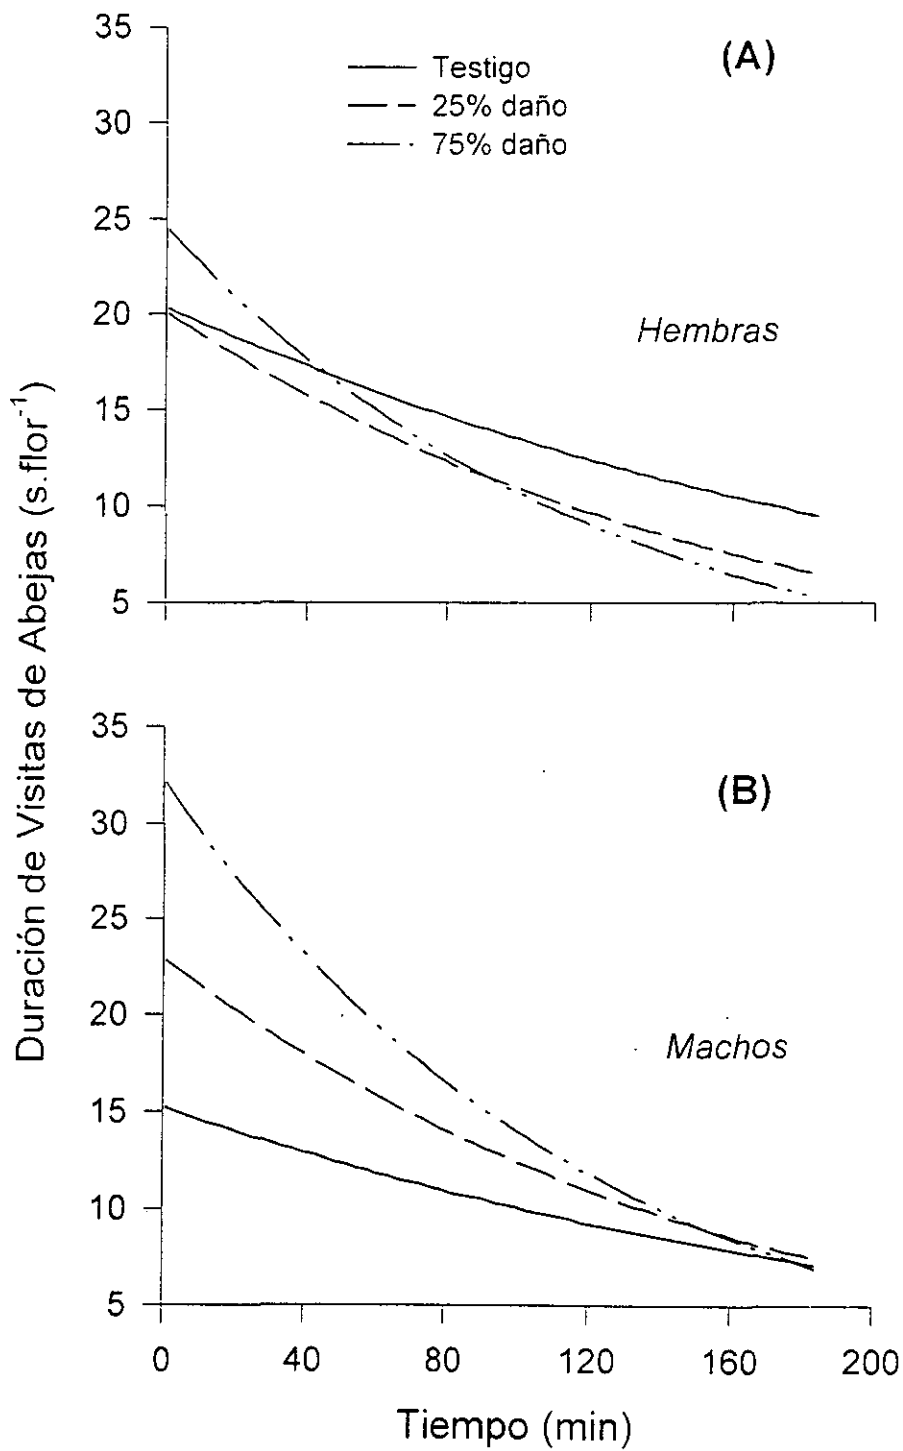 Duración de Visitas de Abejas (s.flor⁻¹)
35
30
25
20
15
10
5
(A)
Testigo
25% daño
75% daño
Hembras
35
30
25
20
15
10
5
(B)
Machos
0 40 80 120 160 200
Tiempo (min)